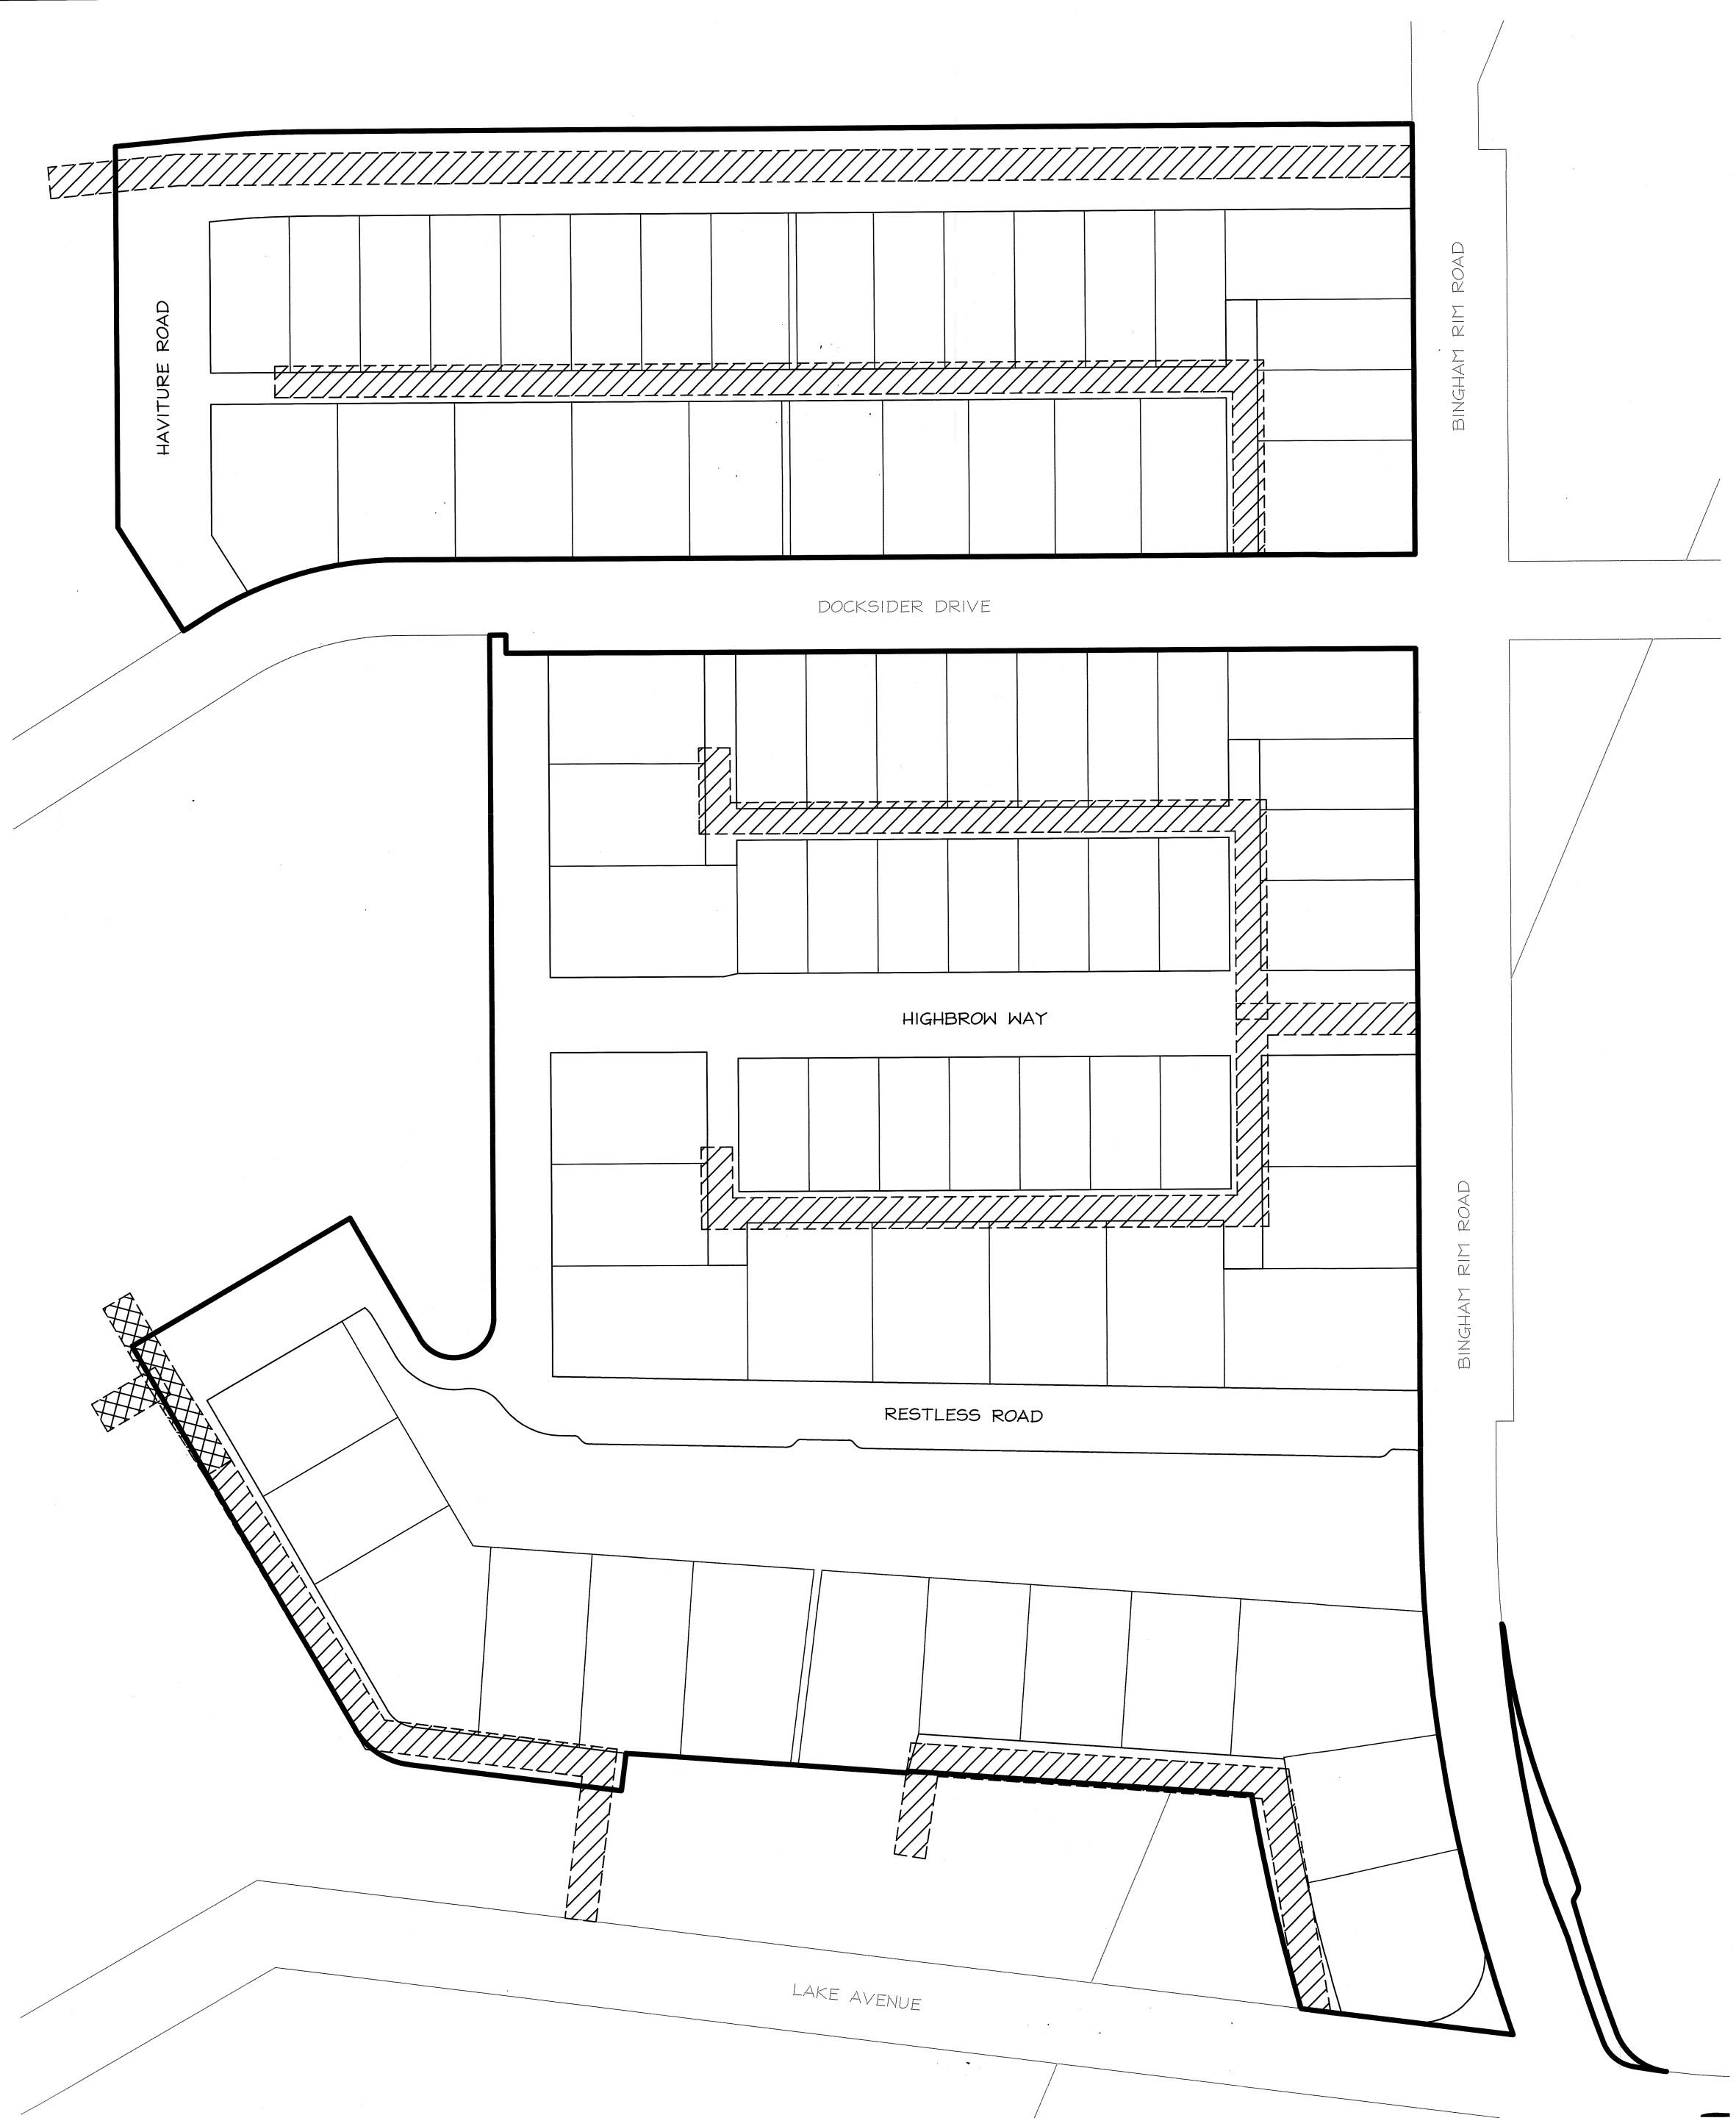 BINGHAM RIM ROAD
HAVITURE ROAD
DOCKSIDER DRIVE
HIGHBROW WAY
BINGHAM RIM ROAD
RESTLESS ROAD
LAKE AVENUE